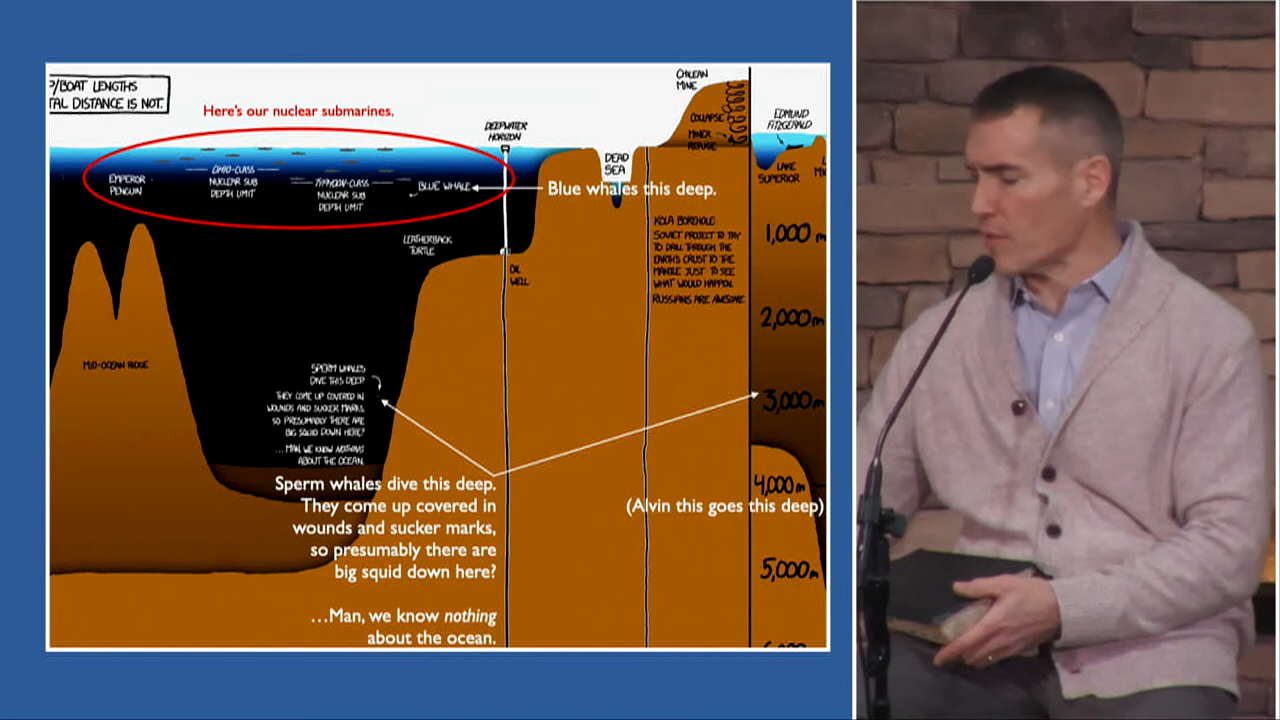 P/BOAT LENGTHS
TAL DISTANCE IS NOT.
Here's our nuclear submarines.
CHILEAN
MINE
COLLAPSE
MINER
REFUGE
EDMUND
FITZGERALD
DEEPWATER
HORIZON
DEAD
SEA
LAKE
SUPERIOR
EMPEROR
PENGUIN
OHIO-CLASS
NUCLEAR SUB
DEPTH LIMIT
TYPHOON-CLASS
NUCLEAR SUB
DEPTH LIMIT
BLUE WHALE
Blue whales this deep.
LEATHERBACK
TURTLE
OIL
WELL
KOLA BOREHOLE
SOVIET PROJECT TO TRY
TO DRILL THROUGH THE
EARTH'S CRUST TO THE
MANTLE JUST TO SEE
WHAT WOULD HAPPEN.
RUSSIANS ARE AWESOME
1,000m
2,000m
3,000m
4,000m
5,000m
MID-OCEAN RIDGE
SPERM WHALES
DIVE THIS DEEP
THEY COME UP COVERED IN
WOUNDS AND SUCKER MARKS,
SO PRESUMABLY THERE ARE
BIG SQUID DOWN HERE?
...MAN, WE KNOW NOTHING
ABOUT THE OCEAN.
Sperm whales dive this deep.
They come up covered in
wounds and sucker marks,
so presumably there are
big squid down here?
...Man, we know nothing
about the ocean.
(Alvin this goes this deep)